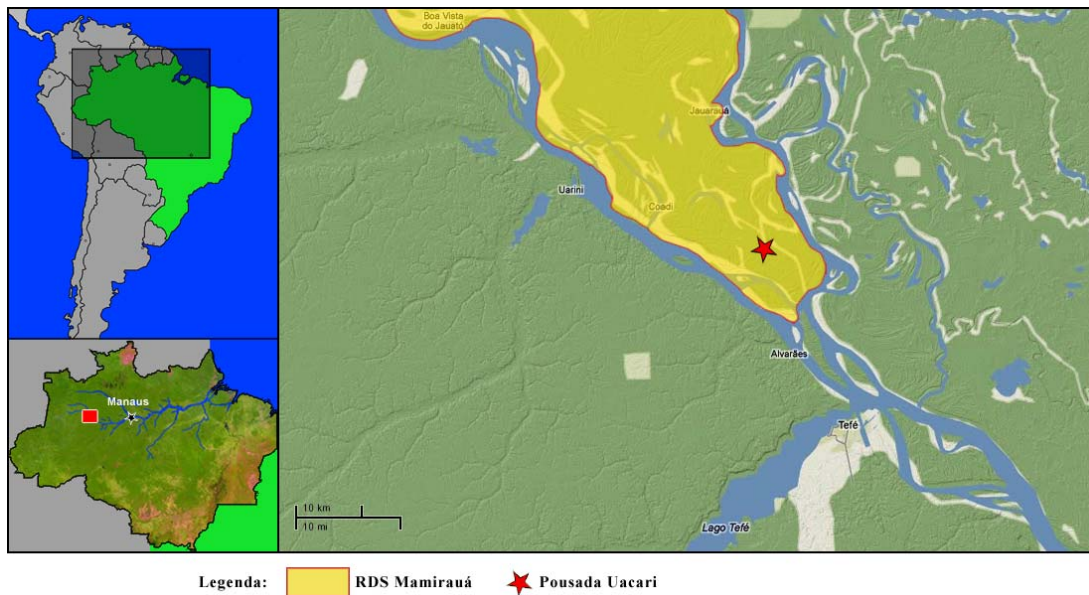 Boa Vista
do Jauató
Jauarauá
Uarini
Coadi
Alvarães
Tefé
Lago Tefé
10 km
10 mi
Manaus
Legenda: RDS Mamirauá Pousada Uacari